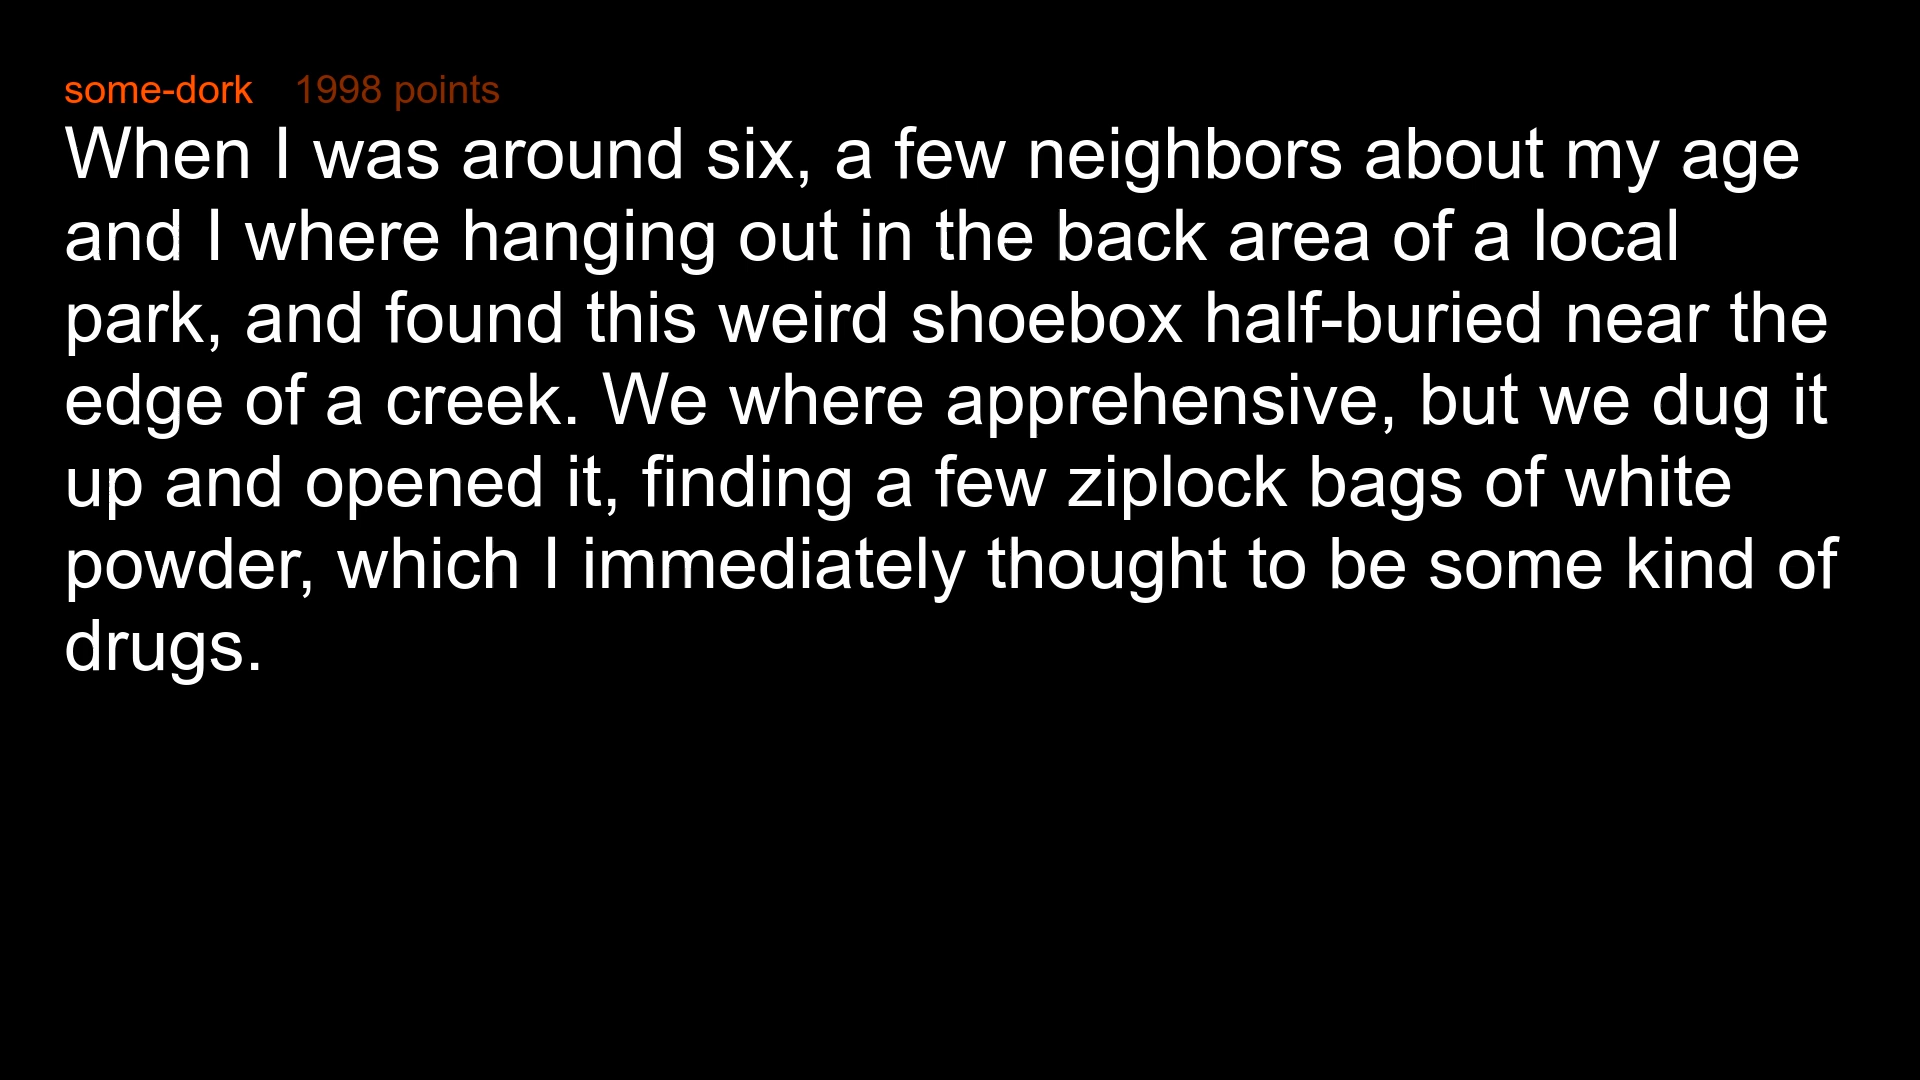 some-dork 1998 points
When I was around six, a few neighbors about my age
and I where hanging out in the back area of a local
park, and found this weird shoebox half-buried near the
edge of a creek. We where apprehensive, but we dug it
up and opened it, finding a few ziplock bags of white
powder, which I immediately thought to be some kind of
drugs.